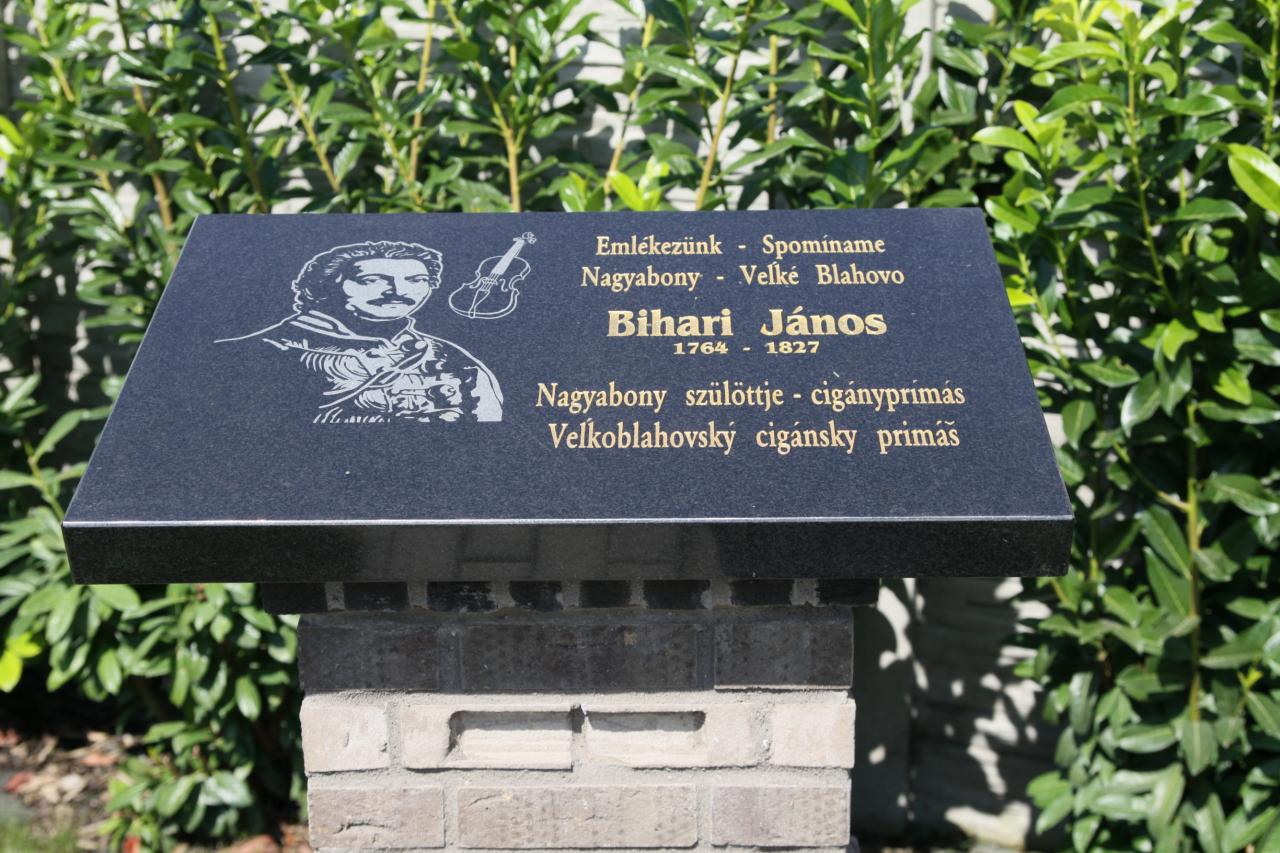 Emlékezünk - Spomíname
Nagyabony - Veľké Blahovo
Bihari János
1764 - 1827
Nagyabony szülöttje - cigányprímás
Veľkoblahovský cigánsky primáš